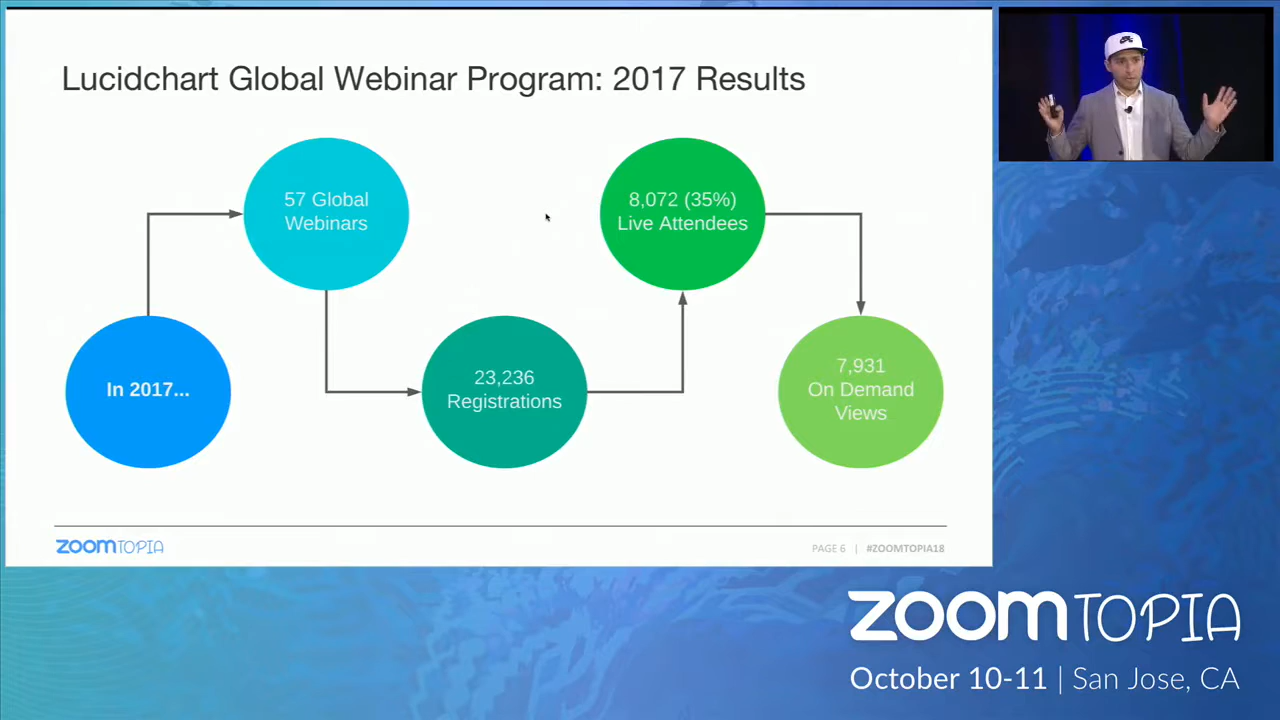 Lucidchart Global Webinar Program: 2017 Results
In 2017...
57 Global
Webinars
23,236
Registrations
8,072 (35%)
Live Attendees
7,931
On Demand
Views
ZOOMTOPIA
PAGE 6 | #ZOOMTOPIA18
ZOOMTOPIA
October 10-11 | San Jose, CA